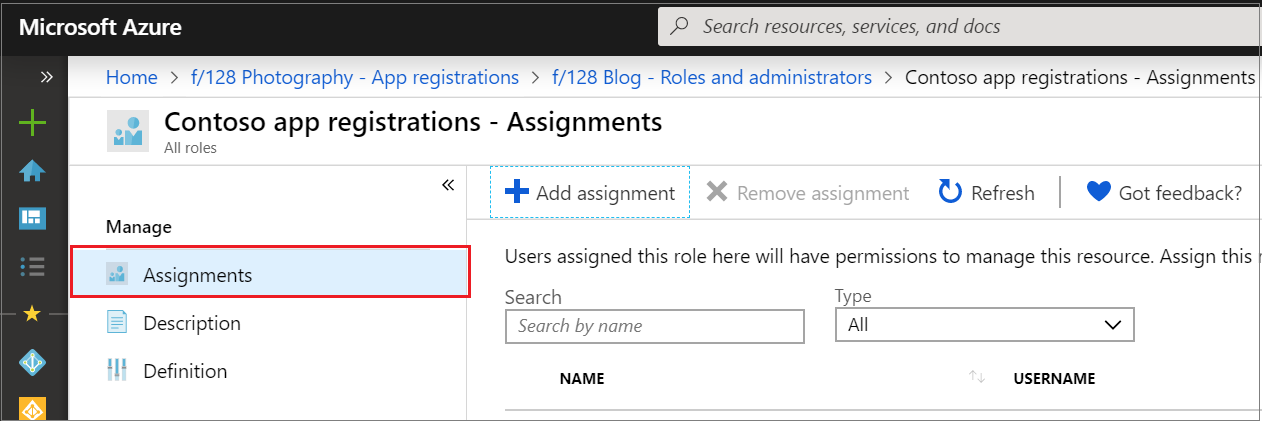 Microsoft Azure
Search resources, services, and docs
Home > f/128 Photography - App registrations > f/128 Blog - Roles and administrators > Contoso app registrations - Assignments
Contoso app registrations - Assignments
All roles
Add assignment Remove assignment Refresh Got feedback?
Manage
Assignments
Description
Definition
Users assigned this role here will have permissions to manage this resource. Assign this
Search Type
Search by name All
NAME USERNAME